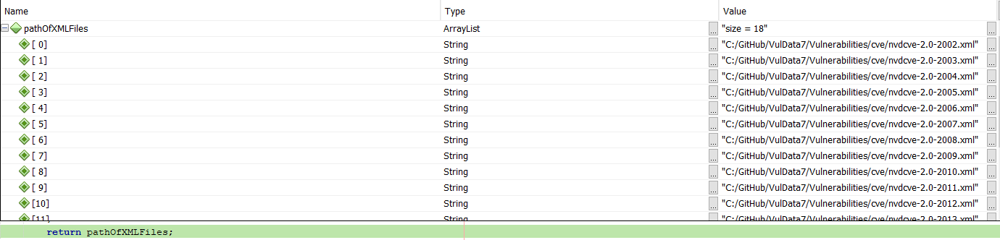 Name Type Value
pathOfXMLFiles ArrayList ... "size = 18" ...
[ 0] String ... "C:/GitHub/VulData7/Vulnerabilities/cve/nvdcve-2.0-2002.xml" ...
[ 1] String ... "C:/GitHub/VulData7/Vulnerabilities/cve/nvdcve-2.0-2003.xml" ...
[ 2] String ... "C:/GitHub/VulData7/Vulnerabilities/cve/nvdcve-2.0-2004.xml" ...
[ 3] String ... "C:/GitHub/VulData7/Vulnerabilities/cve/nvdcve-2.0-2005.xml" ...
[ 4] String ... "C:/GitHub/VulData7/Vulnerabilities/cve/nvdcve-2.0-2006.xml" ...
[ 5] String ... "C:/GitHub/VulData7/Vulnerabilities/cve/nvdcve-2.0-2007.xml" ...
[ 6] String ... "C:/GitHub/VulData7/Vulnerabilities/cve/nvdcve-2.0-2008.xml" ...
[ 7] String ... "C:/GitHub/VulData7/Vulnerabilities/cve/nvdcve-2.0-2009.xml" ...
[ 8] String ... "C:/GitHub/VulData7/Vulnerabilities/cve/nvdcve-2.0-2010.xml" ...
[ 9] String ... "C:/GitHub/VulData7/Vulnerabilities/cve/nvdcve-2.0-2011.xml" ...
[10] String ... "C:/GitHub/VulData7/Vulnerabilities/cve/nvdcve-2.0-2012.xml" ...
[11] String ... "C:/GitHub/VulData7/Vulnerabilities/cve/nvdcve-2.0-2013.xml" ...
return pathOfXMLFiles;